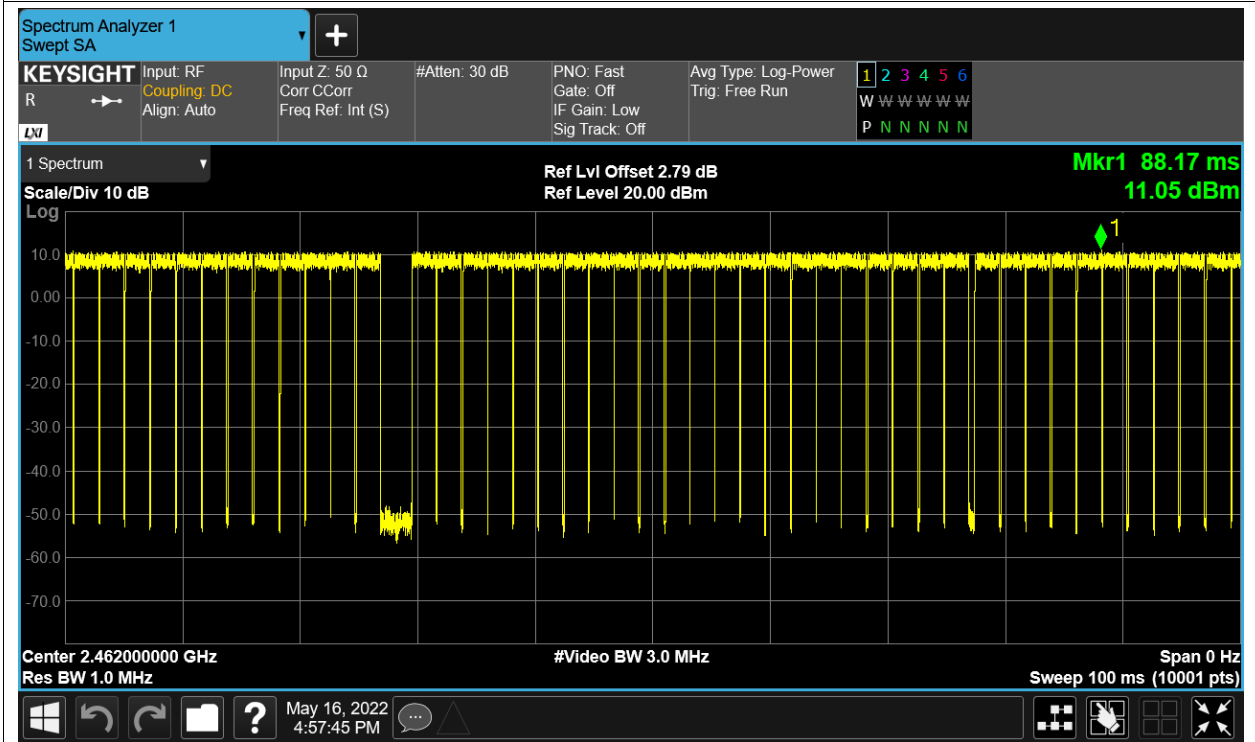 Spectrum Analyzer 1
Swept SA
KEYSIGHT
R
LXI
Input: RF
Coupling: DC
Align: Auto
Input Z: 50 Ω
Corr CCorr
Freq Ref: Int (S)
#Atten: 30 dB
PNO: Fast
Gate: Off
IF Gain: Low
Sig Track: Off
Avg Type: Log-Power
Trig: Free Run
1 2 3 4 5 6
W W W W W W
P N N N N N
1 Spectrum
Scale/Div 10 dB
Log
Ref Lvl Offset 2.79 dB
Ref Level 20.00 dBm
Mkr1 88.17 ms
11.05 dBm
1
10.0
0.00
-10.0
-20.0
-30.0
-40.0
-50.0
-60.0
-70.0
Center 2.462000000 GHz
Res BW 1.0 MHz
#Video BW 3.0 MHz
Span 0 Hz
Sweep 100 ms (10001 pts)
?
May 16, 2022
4:57:45 PM